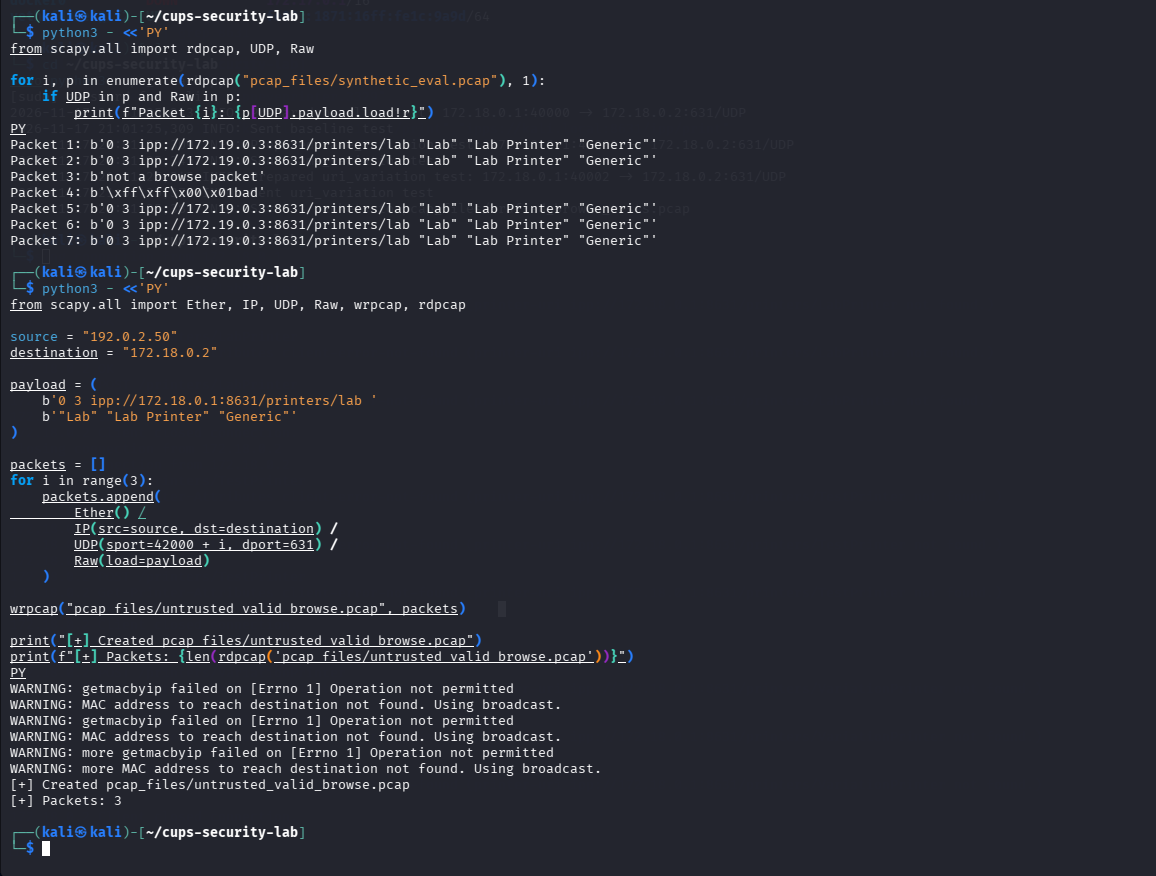 ┌──(kali㉿kali)-[~/cups-security-lab]
└─$ python3 - <<'PY'
from scapy.all import rdpcap, UDP, Raw
for i, p in enumerate(rdpcap("pcap_files/synthetic_eval.pcap"), 1):
    if UDP in p and Raw in p:
        print(f"Packet {i}: {p[UDP].payload.load!r}")
PY
Packet 1: b'0 3 ipp://172.19.0.3:8631/printers/lab "Lab" "Lab Printer" "Generic"'
Packet 2: b'0 3 ipp://172.19.0.3:8631/printers/lab "Lab" "Lab Printer" "Generic"'
Packet 3: b'not a browse packet'
Packet 4: b'\xff\xff\x00\x01bad'
Packet 5: b'0 3 ipp://172.19.0.3:8631/printers/lab "Lab" "Lab Printer" "Generic"'
Packet 6: b'0 3 ipp://172.19.0.3:8631/printers/lab "Lab" "Lab Printer" "Generic"'
Packet 7: b'0 3 ipp://172.19.0.3:8631/printers/lab "Lab" "Lab Printer" "Generic"'
┌──(kali㉿kali)-[~/cups-security-lab]
└─$ python3 - <<'PY'
from scapy.all import Ether, IP, UDP, Raw, wrpcap, rdpcap
source = "192.0.2.50"
destination = "172.18.0.2"
payload = (
    b'0 3 ipp://172.18.0.1:8631/printers/lab '
    b'"Lab" "Lab Printer" "Generic"'
)
packets = []
for i in range(3):
    packets.append(
        Ether() /
        IP(src=source, dst=destination) /
        UDP(sport=42000 + i, dport=631) /
        Raw(load=payload)
    )
wrpcap("pcap_files/untrusted_valid_browse.pcap", packets)
print("[+] Created pcap_files/untrusted_valid_browse.pcap")
print(f"[+] Packets: {len(rdpcap('pcap_files/untrusted_valid_browse.pcap'))}")
PY
WARNING: getmacbyip failed on [Errno 1] Operation not permitted
WARNING: MAC address to reach destination not found. Using broadcast.
WARNING: getmacbyip failed on [Errno 1] Operation not permitted
WARNING: MAC address to reach destination not found. Using broadcast.
WARNING: more getmacbyip failed on [Errno 1] Operation not permitted
WARNING: more MAC address to reach destination not found. Using broadcast.
[+] Created pcap_files/untrusted_valid_browse.pcap
[+] Packets: 3
┌──(kali㉿kali)-[~/cups-security-lab]
└─$